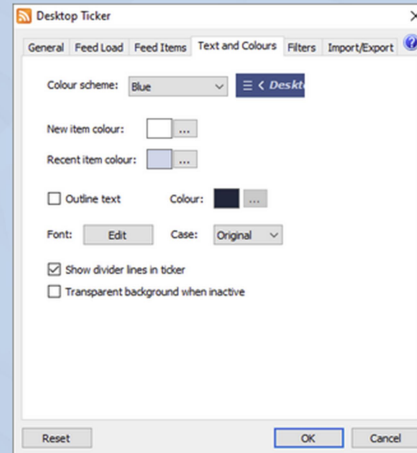 Desktop Ticker
General Feed Load Feed Items Text and Colours Filters Import/Export
Colour scheme: Blue
New item colour: ...
Recent item colour: ...
Outline text Colour: ...
Font: Edit Case: Original
Show divider lines in ticker
Transparent background when inactive
Reset OK Cancel